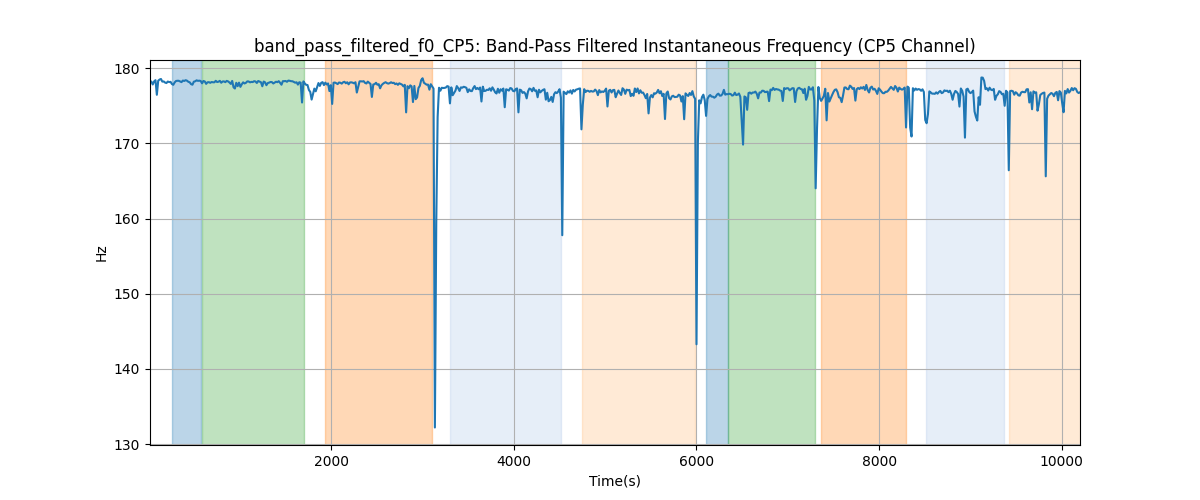 band_pass_filtered_f0_CP5: Band-Pass Filtered Instantaneous Frequency (CP5 Channel)
180
170
160
150
140
130
Hz
2000 4000 6000 8000 10000
Time(s)